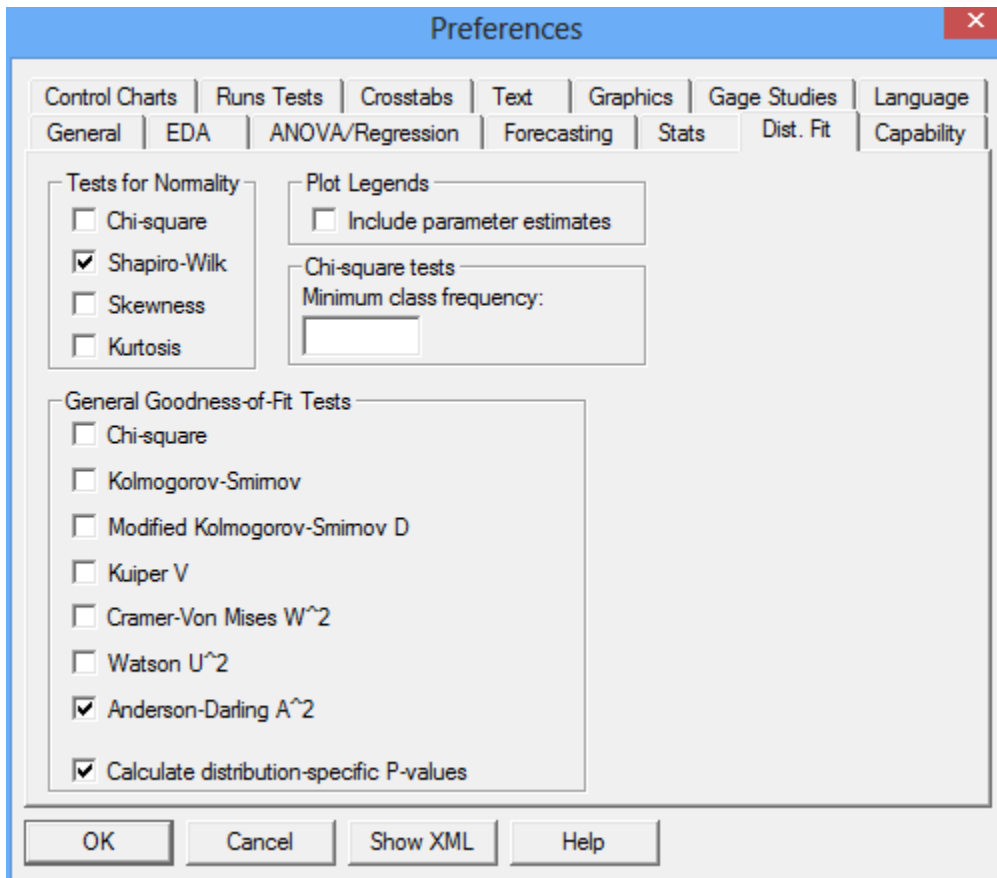 Preferences
Control Charts Runs Tests Crosstabs Text Graphics Gage Studies Language
General EDA ANOVA/Regression Forecasting Stats Dist. Fit Capability
Tests for Normality
Chi-square
Shapiro-Wilk
Skewness
Kurtosis
Plot Legends
Include parameter estimates
Chi-square tests
Minimum class frequency:
General Goodness-of-Fit Tests
Chi-square
Kolmogorov-Smirnov
Modified Kolmogorov-Smirnov D
Kuiper V
Cramer-Von Mises W^2
Watson U^2
Anderson-Darling A^2
Calculate distribution-specific P-values
OK Cancel Show XML Help